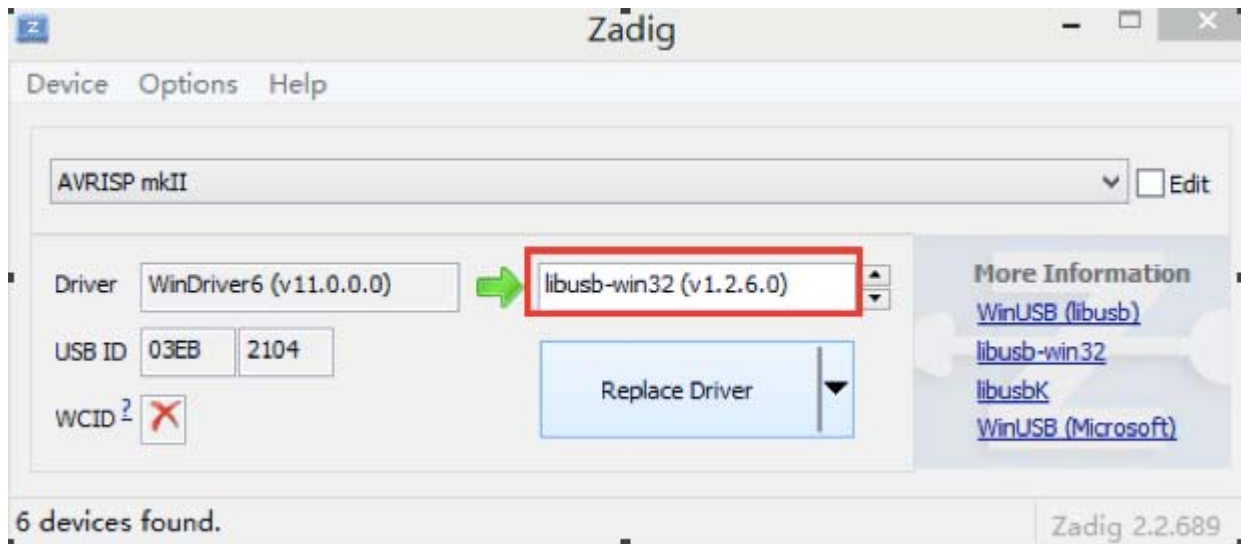 Z
Zadig
Device Options Help
AVRISP mkII
Edit
Driver WinDriver6 (v11.0.0.0) libusb-win32 (v1.2.6.0)
USB ID 03EB 2104
WCID ?
Replace Driver
More Information
WinUSB (libusb)
libusb-win32
libusbK
WinUSB (Microsoft)
6 devices found.
Zadig 2.2.689